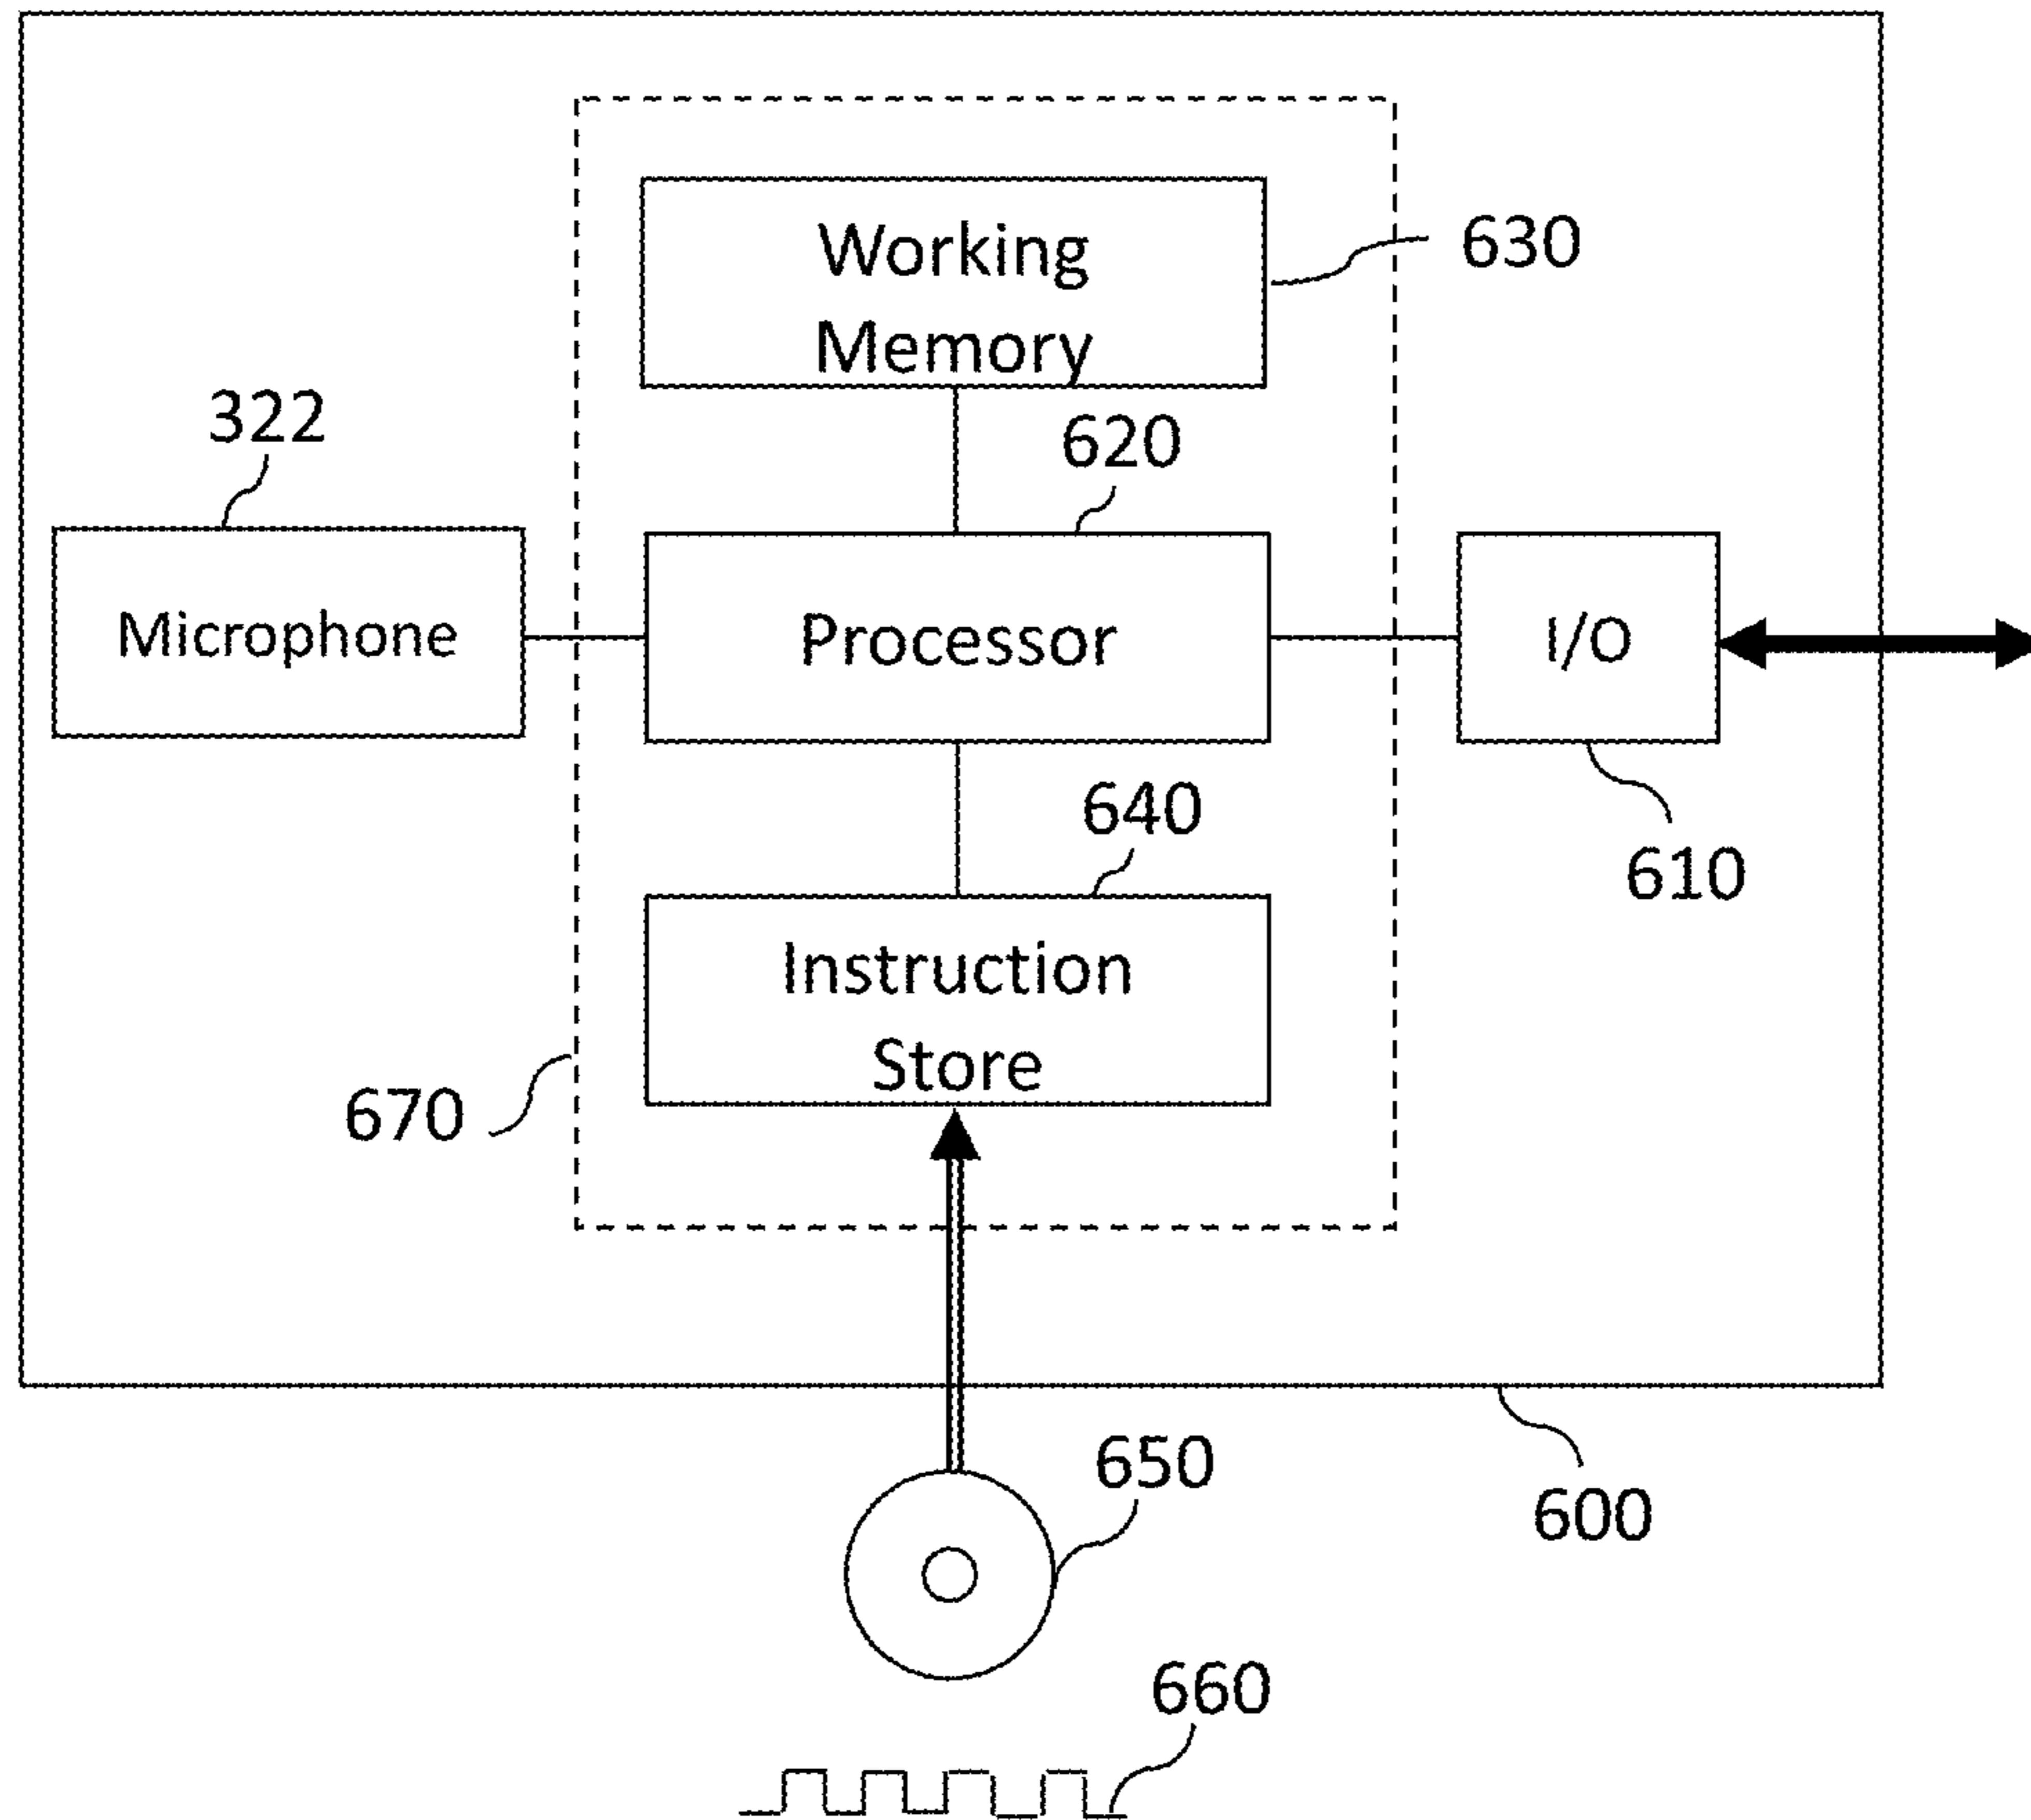 Working
Memory
630
322
620
Microphone
Processor
I/O
640
610
Instruction
Store
670
650
600
660